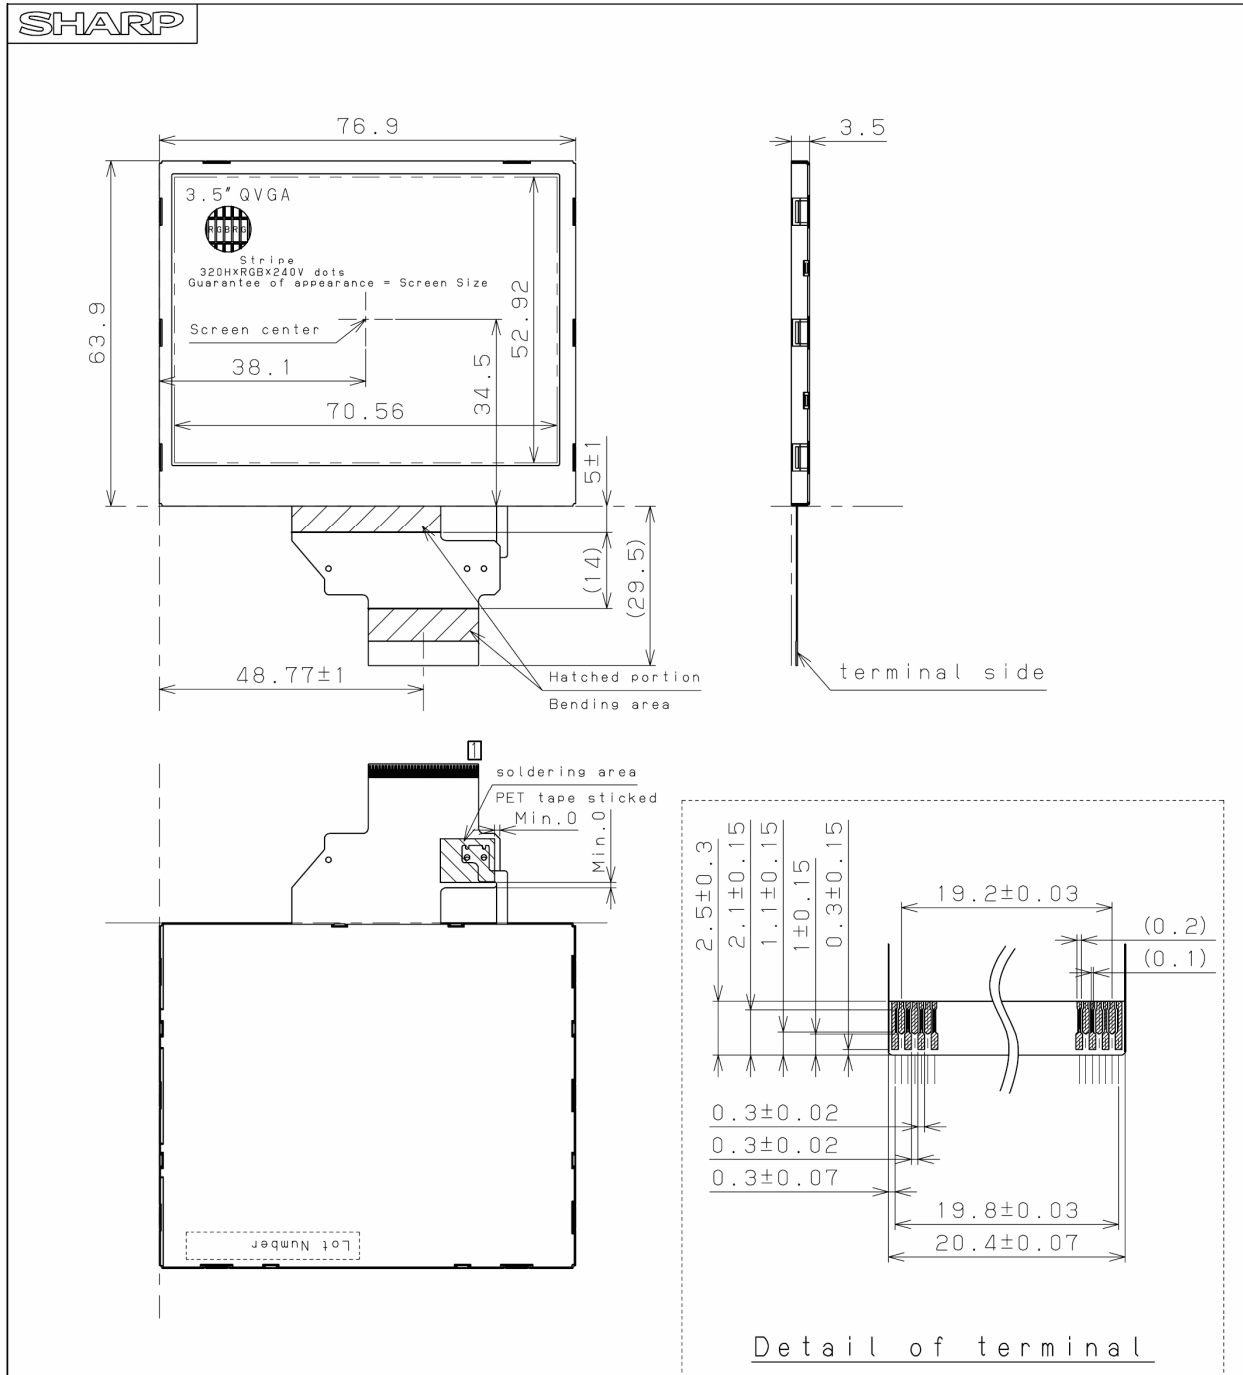 SHARP
76.9
3.5
3.5" QVGA
RGBRG
Stripe
320H×RGB×240V dots
Guarantee of appearance = Screen Size
Screen center
63.9
38.1
70.56
52.92
34.5
5±1
(14)
(29.5)
48.77±1
Hatched portion
Bending area
terminal side
1
soldering area
PET tape sticked
Min.0
Min.0
2.5±0.3
2.1±0.15
1.1±0.15
1±0.15
0.3±0.15
19.2±0.03
(0.2)
(0.1)
0.3±0.02
0.3±0.02
0.3±0.07
19.8±0.03
20.4±0.07
Lot Number
Detail of terminal